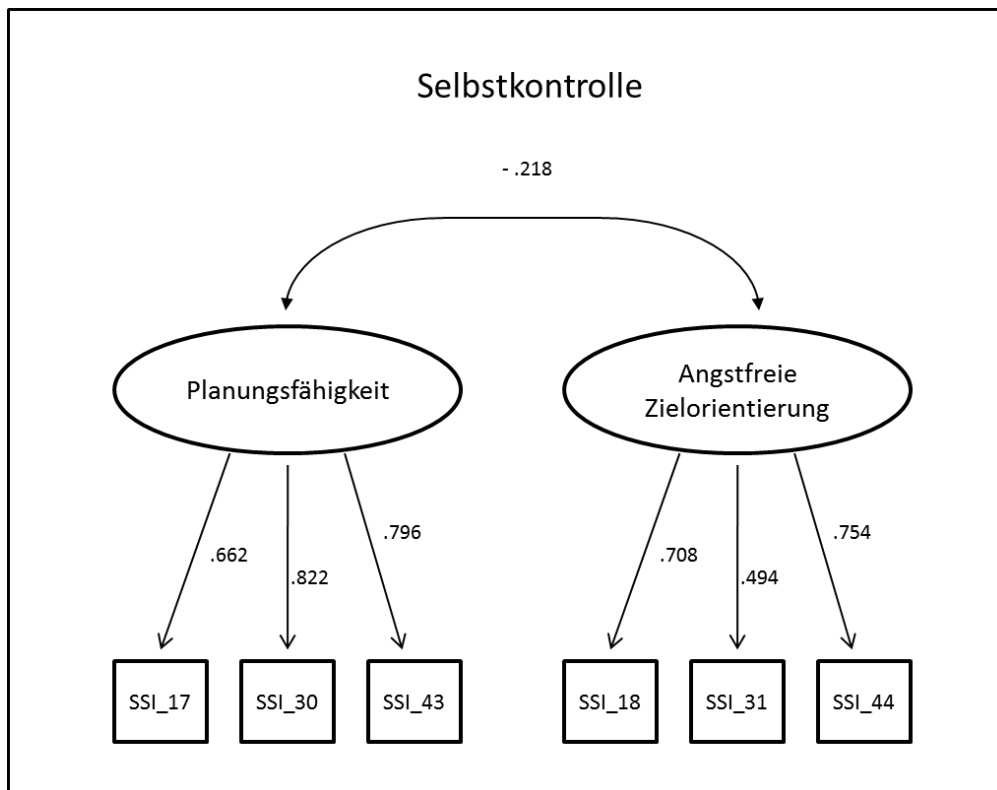 Selbstkontrolle
- .218
Planungsfähigkeit
Angstfreie
Zielorientierung
.662
.822
.796
.708
.494
.754
SSI_17
SSI_30
SSI_43
SSI_18
SSI_31
SSI_44